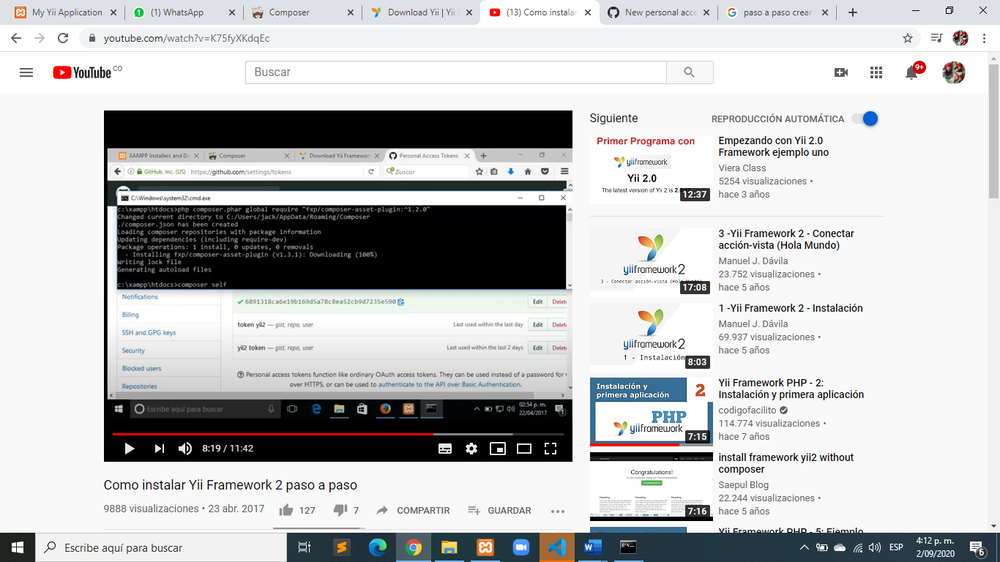 My Yii Application
(1) WhatsApp
Composer
Download Yii | Yii
(13) Como instalar
New personal acce
paso a paso crear
youtube.com/watch?v=K75fyXKdqEc
YouTube CO
Buscar
9+
XAMPP Installers and Do
Composer
Download Yii Framewor
Personal Access Tokens
GitHub, Inc. (US)
https://github.com/settings/tokens
Buscar
C:\Windows\system32\cmd.exe
c:\xampp\htdocs>php composer.phar global require "fxp/composer-asset-plugin:^1.2.0"
Changed current directory to C:/Users/jack/AppData/Roaming/Composer
./composer.json has been created
Loading composer repositories with package information
Updating dependencies (including require-dev)
Package operations: 1 install, 0 updates, 0 removals
- Installing fxp/composer-asset-plugin (v1.3.1): Downloading (100%)
Writing lock file
Generating autoload files
c:\xampp\htdocs>composer self
Notifications
6891318ca6e19b169d5a78c8ea52cb9d7235e590
Edit
Delet
Billing
SSH and GPG keys
token yii2 — gist, repo, user
Last used within the last day
Edit
Delet
Security
yii2 token — gist, repo, user
Last used within the last 2 days
Edit
Delet
Blocked users
Repositories
Personal access tokens function like ordinary OAuth access tokens. They can be used instead of a password for
over HTTPS, or can be used to authenticate to the API over Basic Authentication.
Escribe aquí para buscar
02:54 p. m.
22/04/2017
8:19 / 11:42
Como instalar Yii Framework 2 paso a paso
9888 visualizaciones • 23 abr. 2017
127
7
COMPARTIR
GUARDAR
Siguiente
REPRODUCCIÓN AUTOMÁTICA
Primer Programa con
yiiframework
Yii 2.0
The latest version of Yii 2 is 2.
12:37
Empezando con Yii 2.0
Framework ejemplo uno
Viera Class
5254 visualizaciones •
hace 3 años
yiiframework2
3 - Conectar acción-vista (Hola Mundo)
17:08
3 -Yii Framework 2 - Conectar
acción-vista (Hola Mundo)
Manuel J. Dávila
23.752 visualizaciones •
hace 5 años
yiiframework2
1 - Instalación
8:03
1 -Yii Framework 2 - Instalación
Manuel J. Dávila
69.937 visualizaciones •
hace 5 años
Instalación y
primera aplicación
2
PHP
yiiframework
7:15
Yii Framework PHP - 2:
Instalación y primera aplicación
codigofacilito
114.774 visualizaciones •
hace 7 años
Congratulations!
Heading
Heading
Heading
7:16
install framework yii2 without
composer
Saepul Blog
22.244 visualizaciones •
hace 5 años
Yii Framework PHP - 5: Ejemplo
Escribe aquí para buscar
ESP
4:12 p. m.
2/09/2020
6